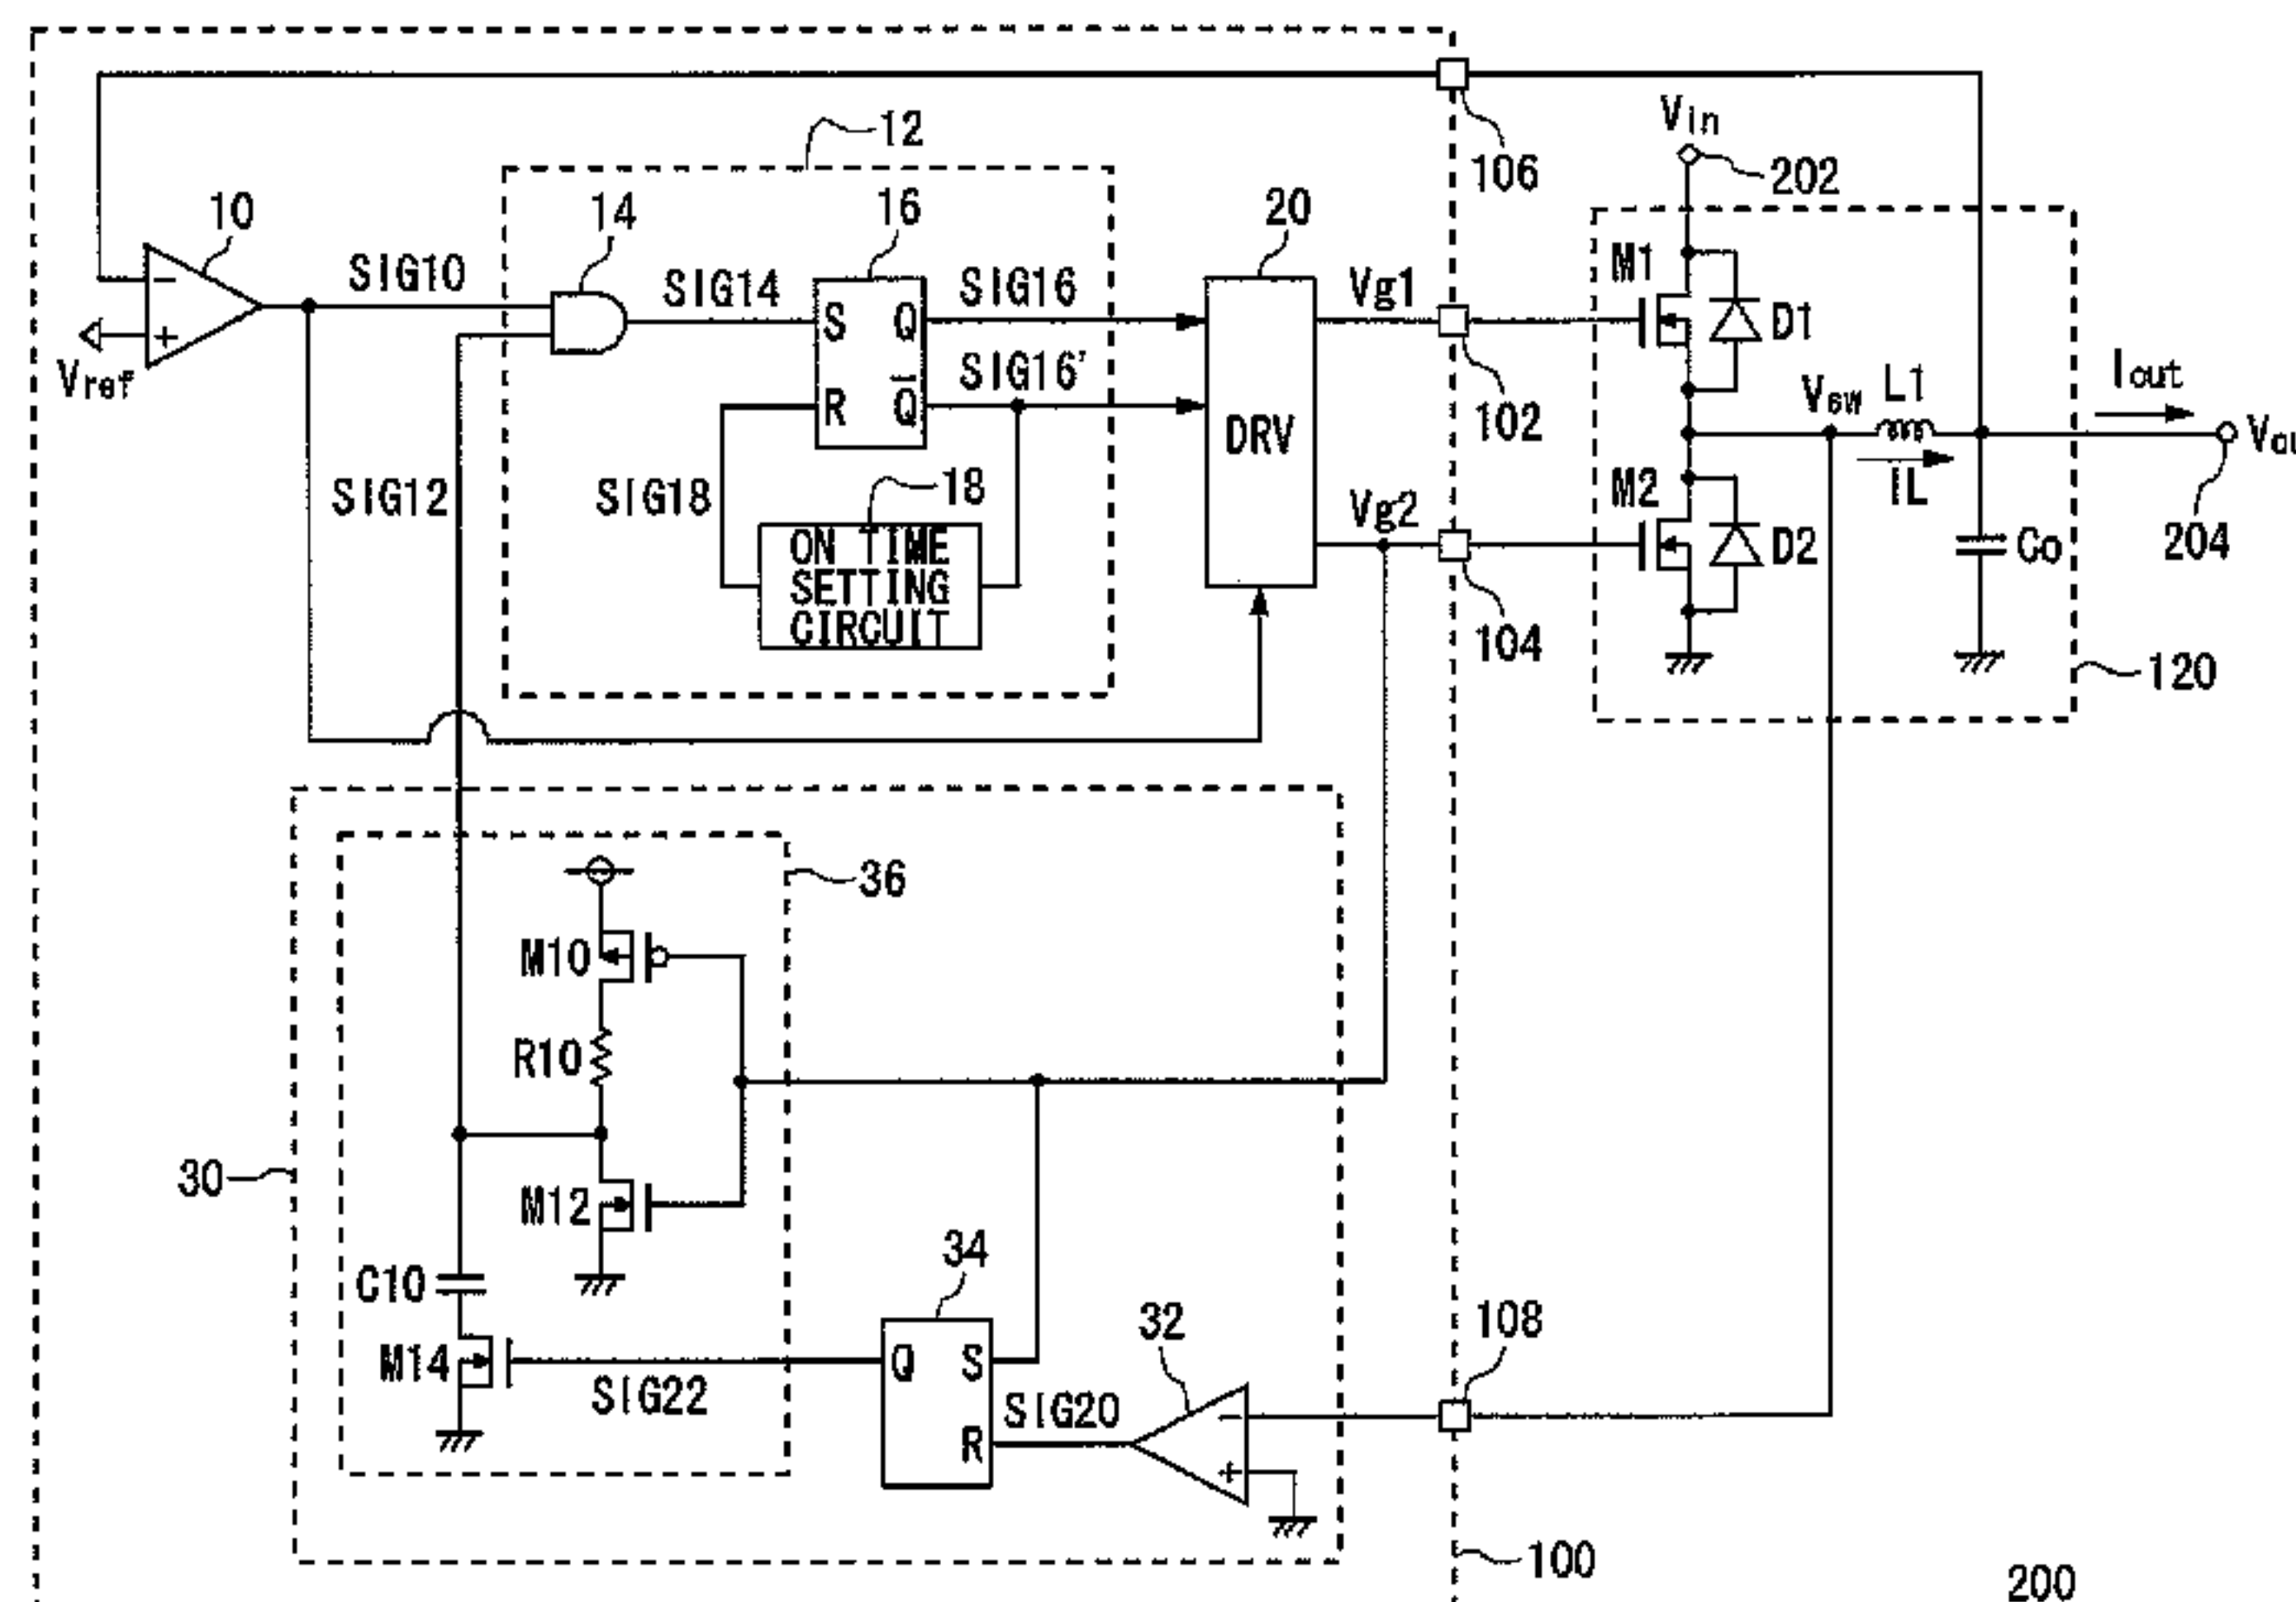 106
Vin
202
12
14
16
20
10
SIG10
SIG14
SIG16
SIG16'
S
Q
R
Q
-
+
Vref
DRV
Vg1
102
M1
D1
Vsw
L1
IL
Iout
204
SIG12
SIG18
18
ON TIME
SETTING
CIRCUIT
Vg2
104
M2
D2
Co
120
36
M10
R10
30
M12
C10
M14
34
Q
S
R
SIG22
SIG20
32
-
+
108
100
200